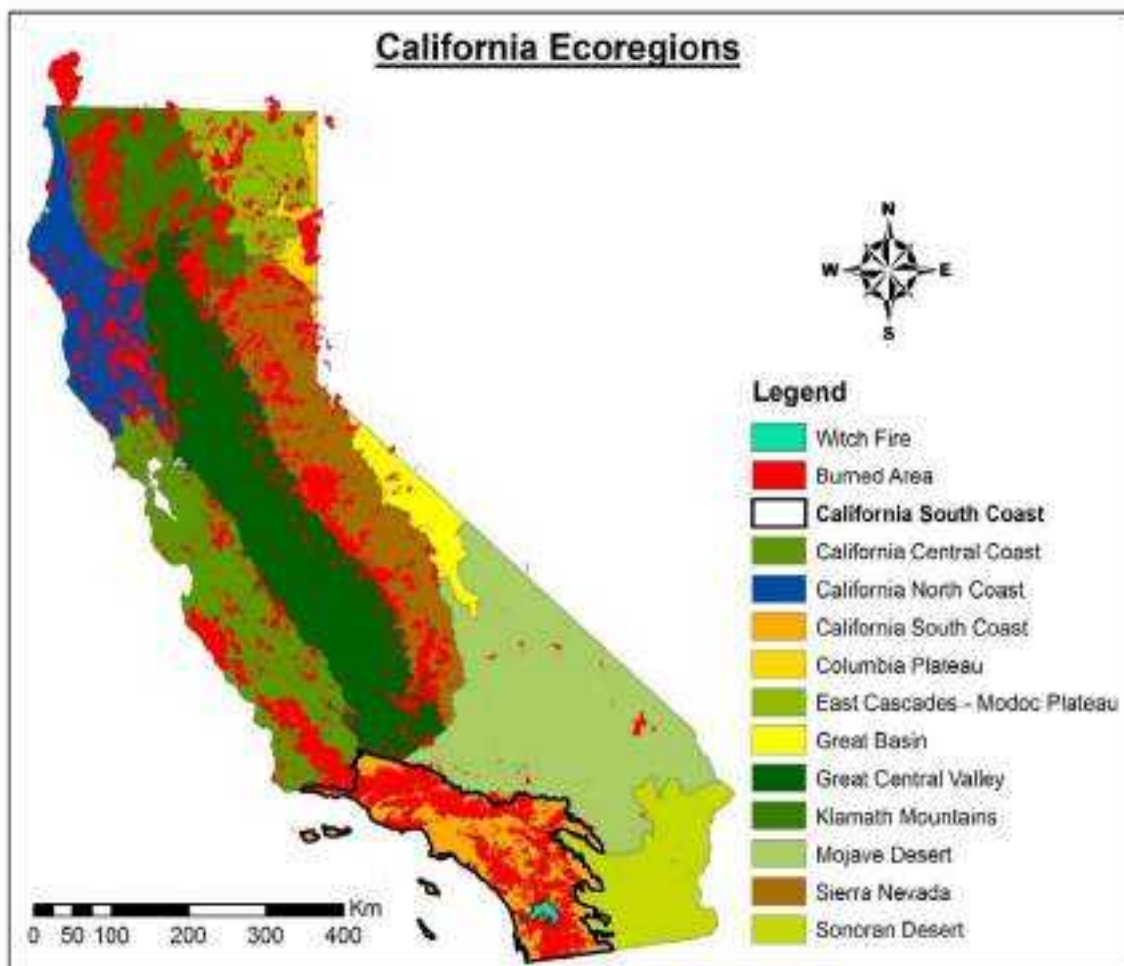 California Ecoregions
N
W E
S
Legend
Witch Fire
Burned Area
California South Coast
California Central Coast
California North Coast
California South Coast
Columbia Plateau
East Cascades - Modoc Plateau
Great Basin
Great Central Valley
Klamath Mountains
Mojave Desert
Sierra Nevada
Sonoran Desert
Km
0 50 100 200 300 400